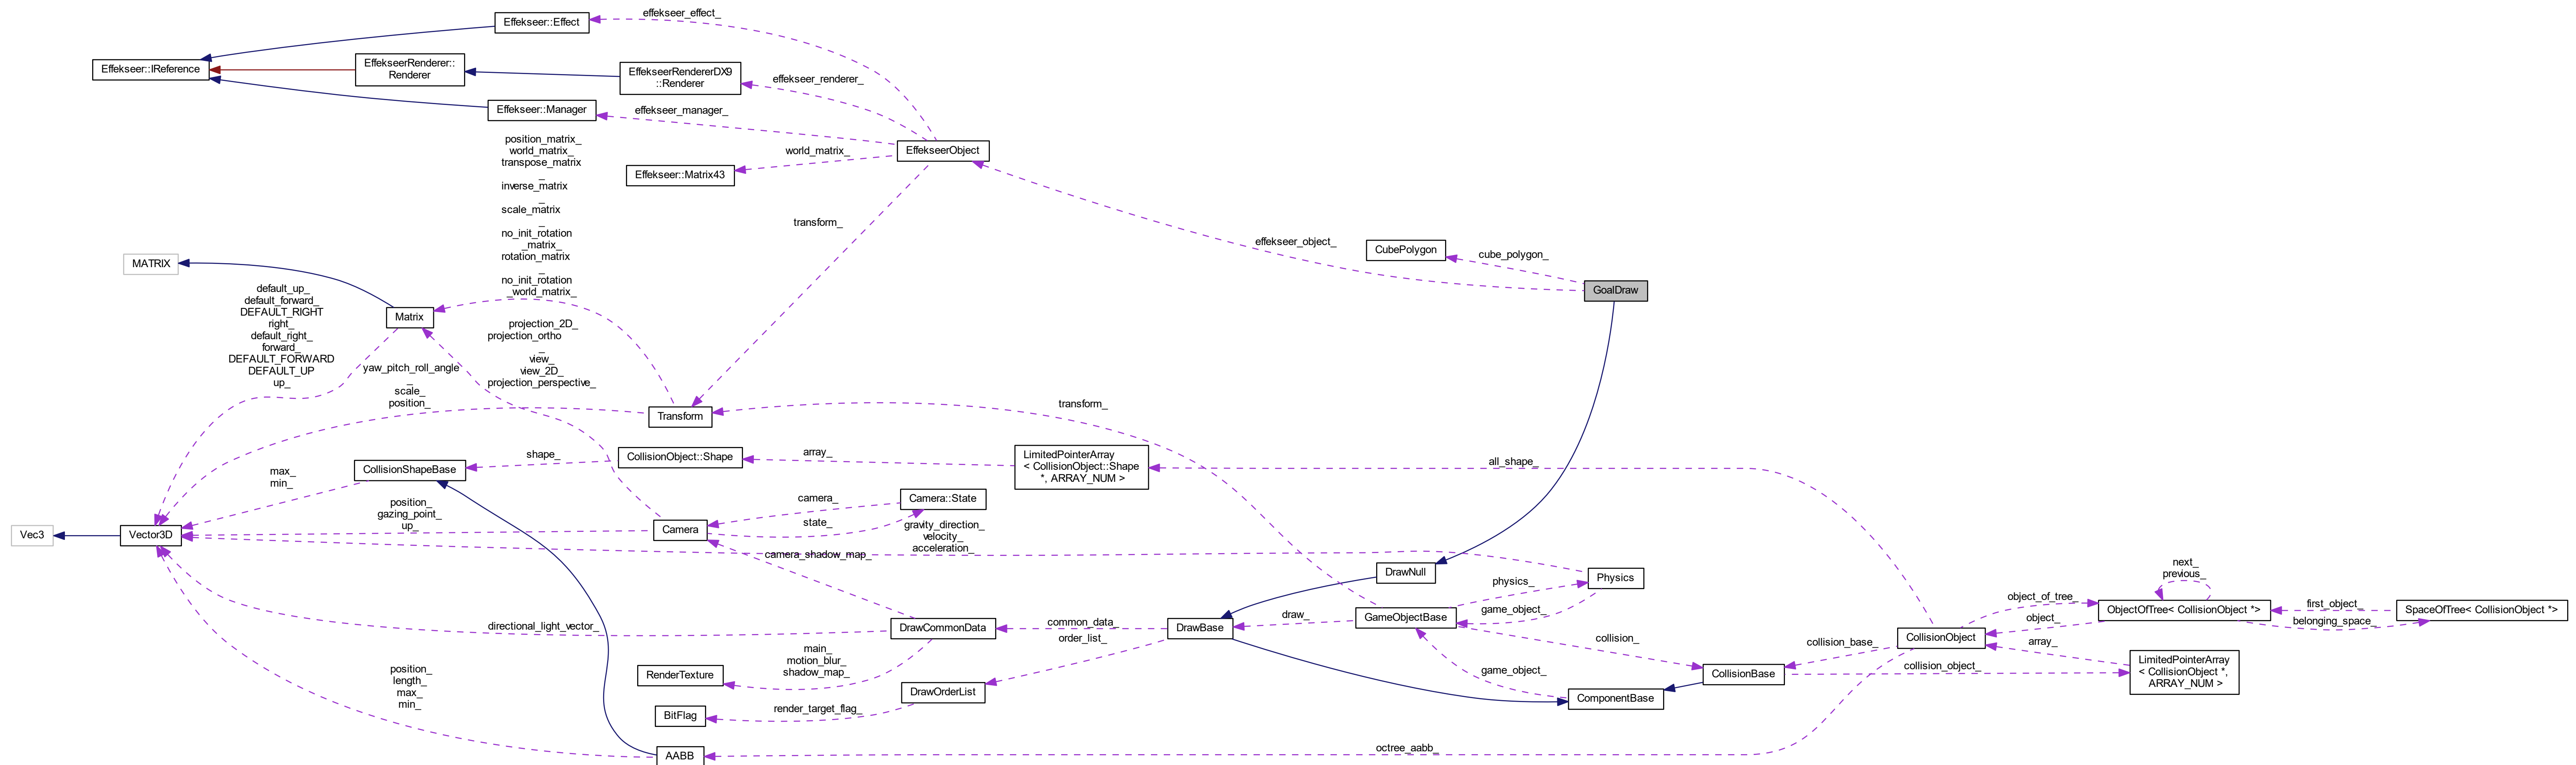 Effekseer::Effect
effekseer_effect_
Effekseer::IReference
EffekseerRenderer::
Renderer
EffekseerRendererDX9
::Renderer
effekseer_renderer_
Effekseer::Manager
effekseer_manager_
position_matrix_
world_matrix_
transpose_matrix
_
inverse_matrix
_
scale_matrix
_
no_init_rotation
_matrix_
rotation_matrix
_
no_init_rotation
_world_matrix_
EffekseerObject
world_matrix_
Effekseer::Matrix43
transform_
effekseer_object_
CubePolygon
cube_polygon_
GoalDraw
MATRIX
default_up_
default_forward_
DEFAULT_RIGHT
right_
default_right_
forward_
DEFAULT_FORWARD
DEFAULT_UP
up_
Matrix
projection_2D_
projection_ortho
_
view_
view_2D_
projection_perspective_
yaw_pitch_roll_angle
_
scale_
position_
Transform
transform_
CollisionShapeBase
shape_
CollisionObject::Shape
array_
LimitedPointerArray
< CollisionObject::Shape
*, ARRAY_NUM >
all_shape_
max_
min_
Vec3
Vector3D
position_
gazing_point_
up_
Camera
camera_
state_
Camera::State
gravity_direction_
velocity_
acceleration_
camera_shadow_map_
DrawNull
Physics
physics_
game_object_
next_
previous_
object_of_tree_
ObjectOfTree< CollisionObject *>
first_object_
SpaceOfTree< CollisionObject *>
belonging_space_
object_
directional_light_vector_
DrawCommonData
common_data_
DrawBase
draw_
GameObjectBase
order_list_
collision_
CollisionObject
collision_base_
array_
main_
motion_blur_
shadow_map_
RenderTexture
DrawOrderList
game_object_
CollisionBase
collision_object_
LimitedPointerArray
< CollisionObject *,
ARRAY_NUM >
position_
length_
max_
min_
ComponentBase
BitFlag
render_target_flag_
AABB
octree_aabb_